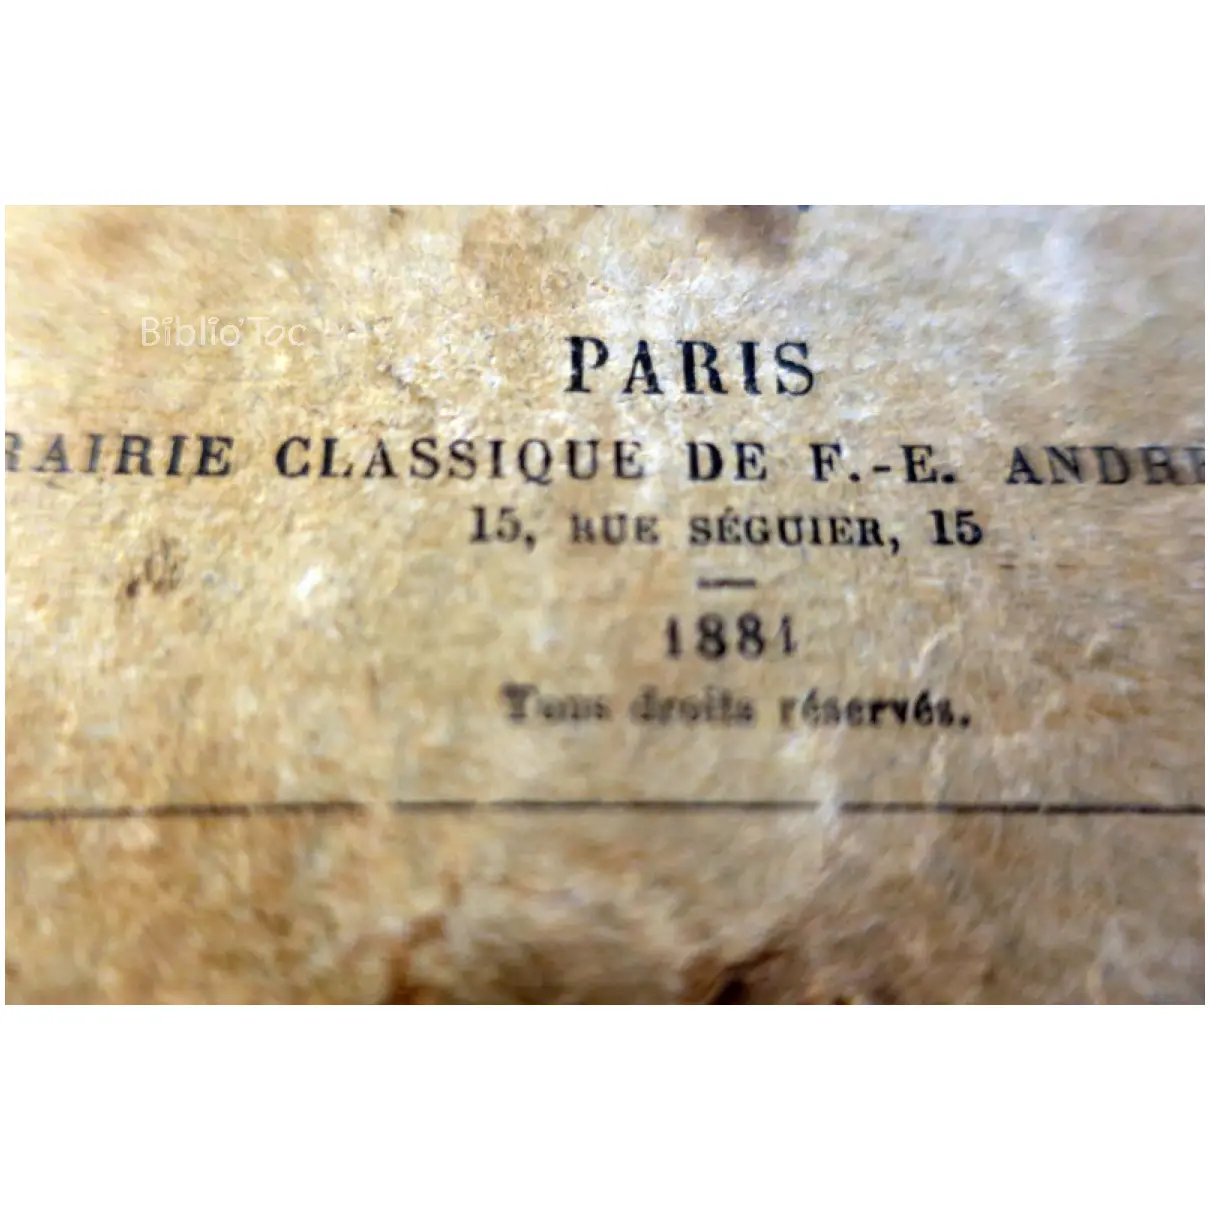 Biblio'Toc
PARIS
RAIRIE CLASSIQUE DE F.-E. ANDRE
15, RUE SÉGUIER, 15
1881
Tous droits réservés.